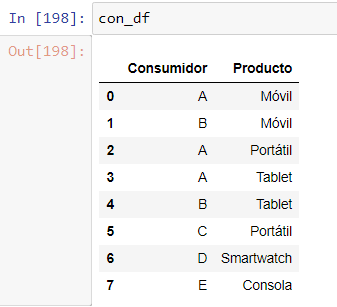 In [198]: con_df
Out[198]:
Consumidor Producto
0 A Móvil
1 B Móvil
2 A Portátil
3 A Tablet
4 B Tablet
5 C Portátil
6 D Smartwatch
7 E Consola